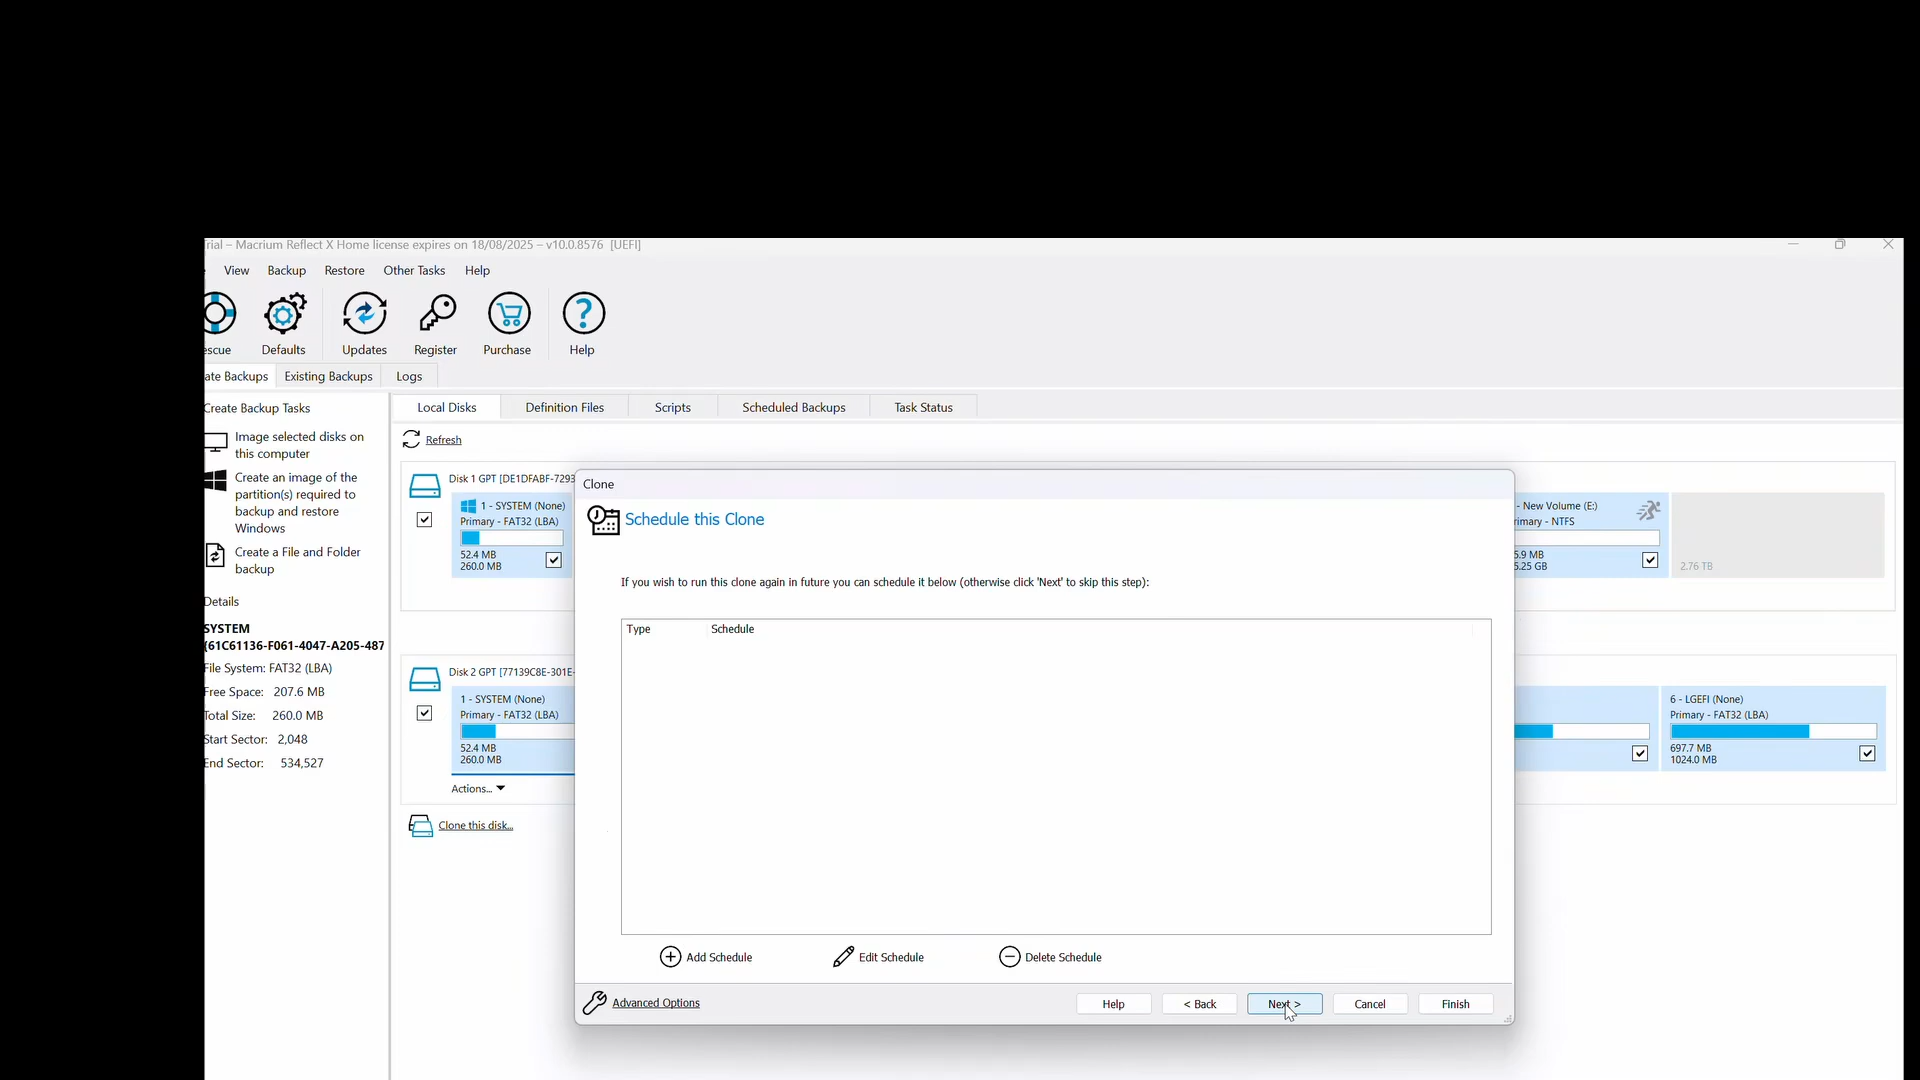 rial – Macrium Reflect X Home license expires on 18/08/2025 – v10.0.8576 [UEFI]
View Backup Restore Other Tasks Help
escue Defaults Updates Register Purchase Help
ate Backups Existing Backups Logs
Create Backup Tasks
Image selected disks on
this computer
Create an image of the
partition(s) required to
backup and restore
Windows
Create a File and Folder
backup
Details
SYSTEM
{61C61136-F061-4047-A205-487
File System: FAT32 (LBA)
Free Space: 207.6 MB
Total Size: 260.0 MB
Start Sector: 2,048
End Sector: 534,527
Local Disks Definition Files Scripts Scheduled Backups Task Status
Refresh
Disk 1 GPT [DE1DFABF-7293
1 - SYSTEM (None)
Primary - FAT32 (LBA)
52.4 MB
260.0 MB
- New Volume (E:)
rimary - NTFS
5.9 MB
5.25 GB
2.76 TB
Disk 2 GPT [77139C8E-301E-
1 - SYSTEM (None)
Primary - FAT32 (LBA)
52.4 MB
260.0 MB
6 - LGEFI (None)
Primary - FAT32 (LBA)
697.7 MB
1024.0 MB
Actions...
Clone this disk...
Clone
Schedule this Clone
If you wish to run this clone again in future you can schedule it below (otherwise click 'Next' to skip this step):
Type Schedule
Add Schedule Edit Schedule Delete Schedule
Advanced Options
Help < Back Next > Cancel Finish